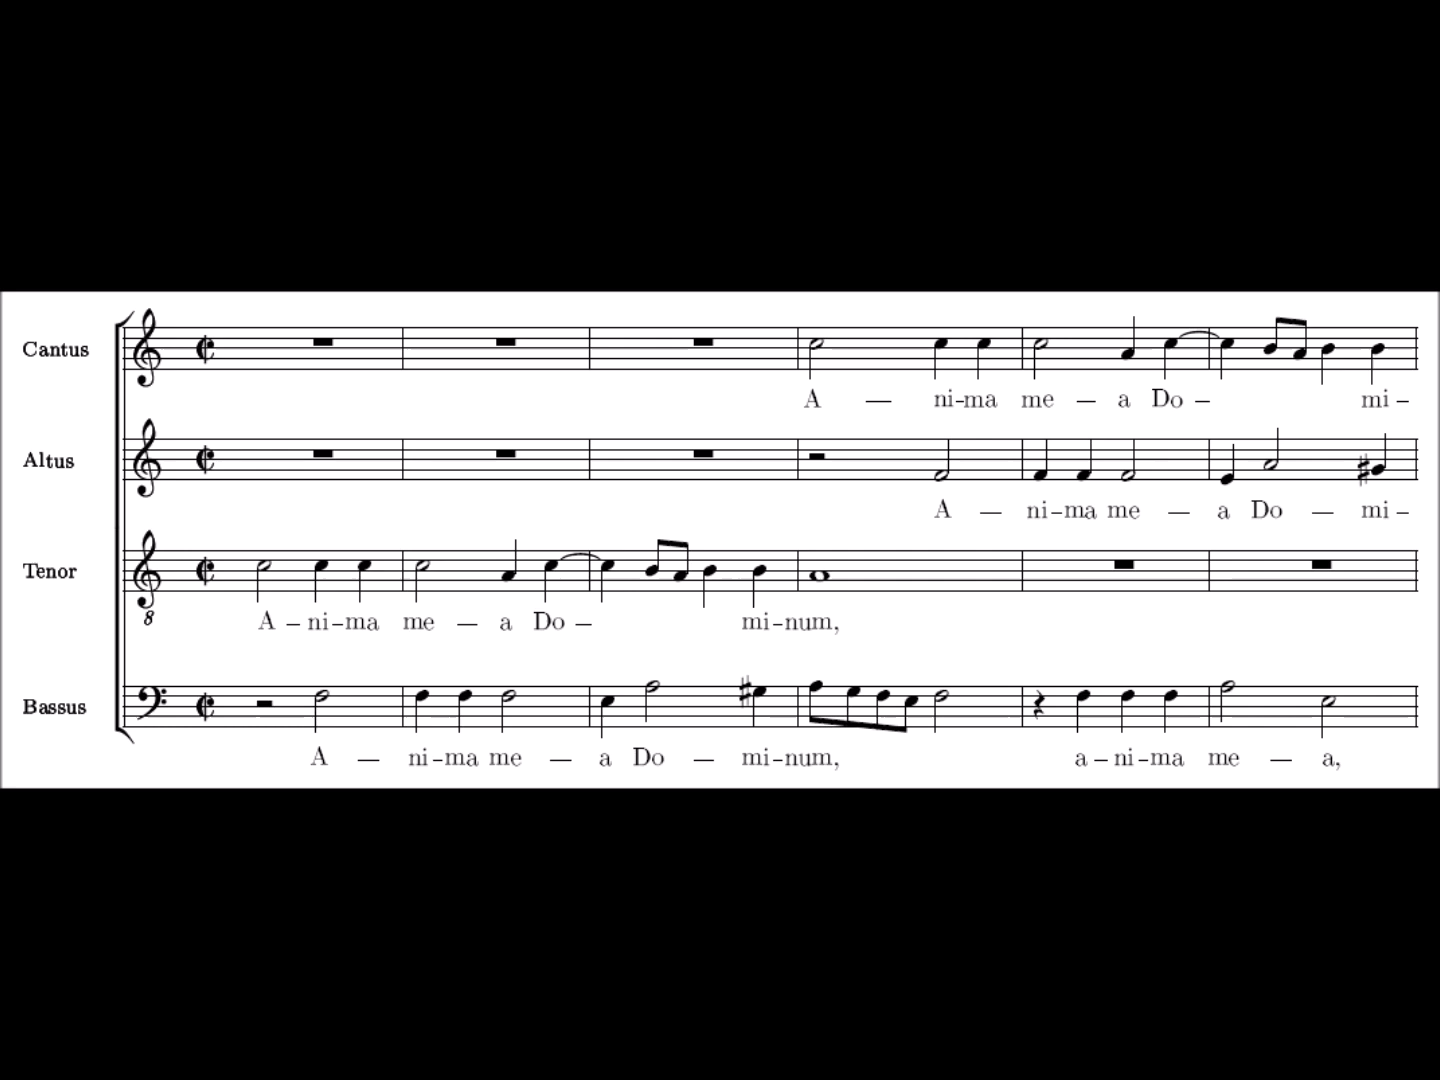 Cantus
A — ni-ma me — a Do – mi –
Altus
A — ni-ma me — a Do — mi –
Tenor
8
A – ni-ma me — a Do – mi-num,
Bassus
A — ni-ma me — a Do — mi-num, a – ni-ma me — a,